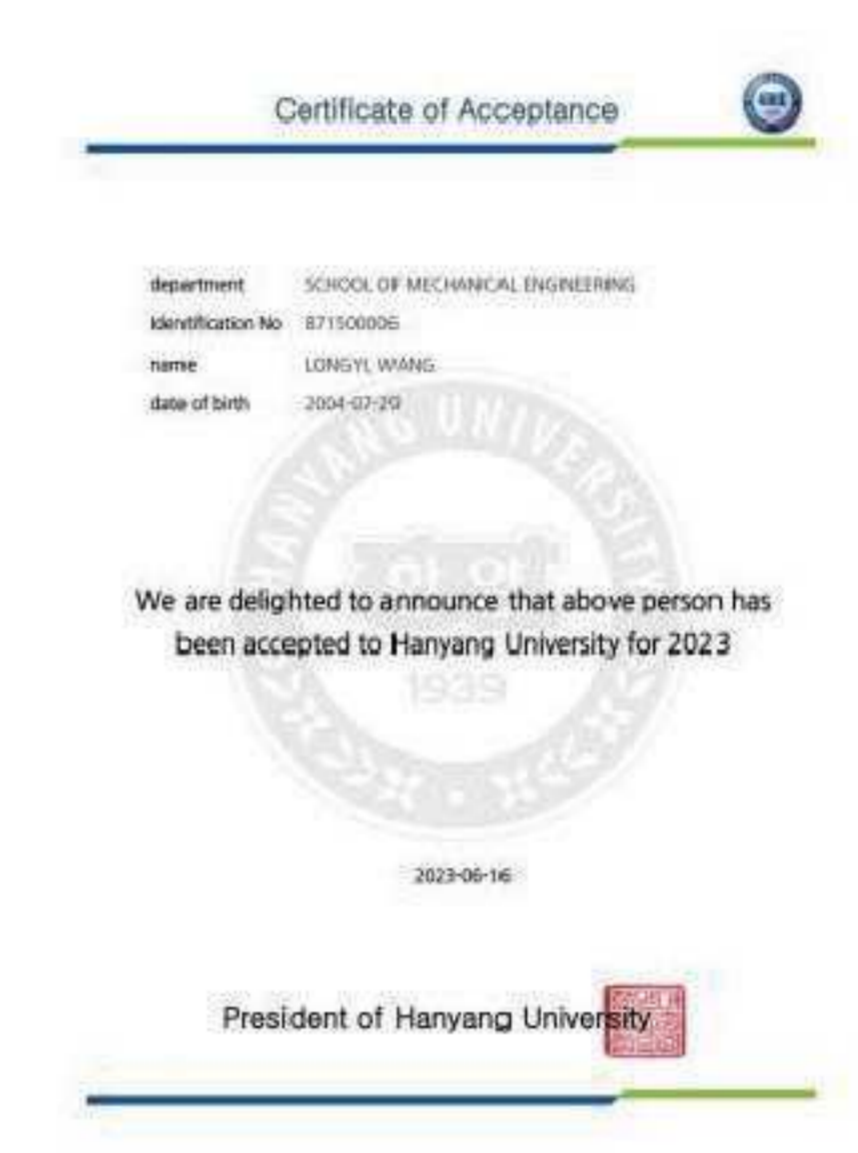 Certificate of Acceptance
department SCHOOL OF MECHANICAL ENGINEERING
Identification No 871500006
name LONGYI, WANG
date of birth 2004-07-29
HANYANG UNIVERSITY
We are delighted to announce that above person has
been accepted to Hanyang University for 2023
1939
2023-06-16
President of Hanyang University